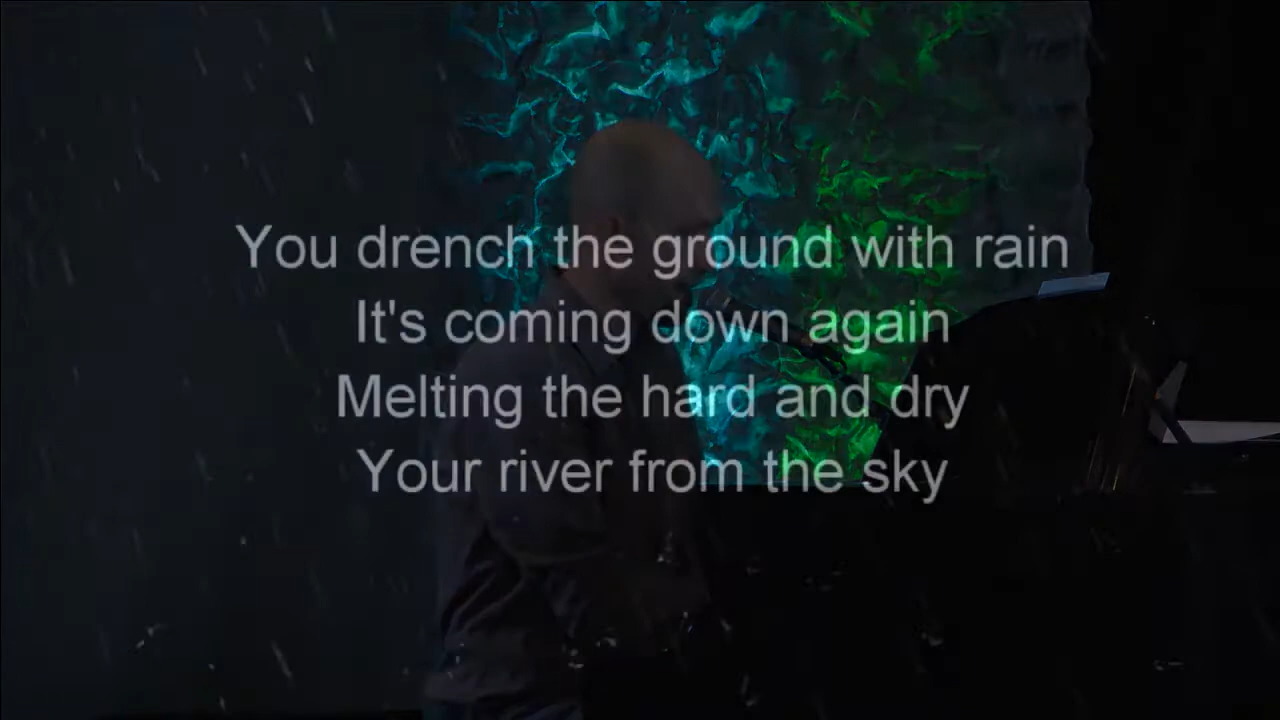 You drench the ground with rain
It's coming down again
Melting the hard and dry
Your river from the sky